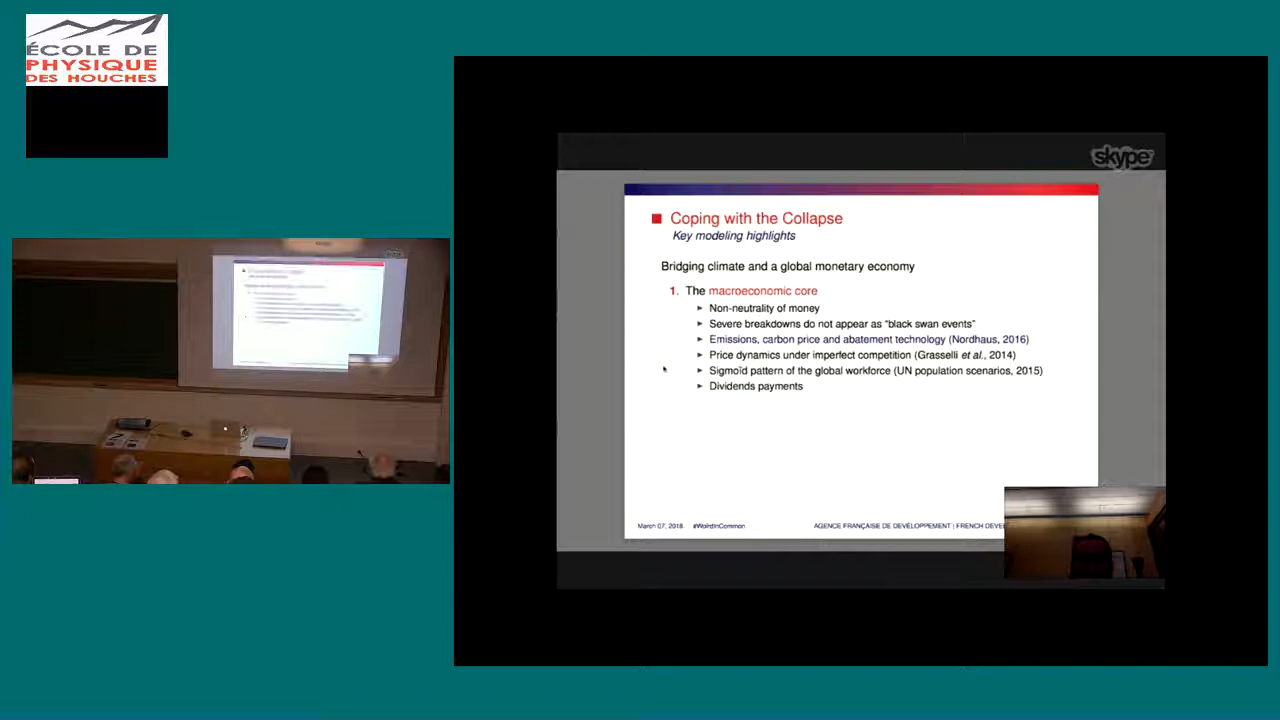 ÉCOLE DE
PHYSIQUE
DES HOUCHES
skype
Coping with the Collapse
Key modeling highlights
Bridging climate and a global monetary economy
1. The macroeconomic core
Non-neutrality of money
Severe breakdowns do not appear as “black swan events”
Emissions, carbon price and abatement technology (Nordhaus, 2016)
Price dynamics under imperfect competition (Grasselli et al., 2014)
Sigmoïd pattern of the global workforce (UN population scenarios, 2015)
Dividends payments
March 07, 2018 #WorldInCommon AGENCE FRANÇAISE DE DÉVELOPPEMENT | FRENCH DEVE